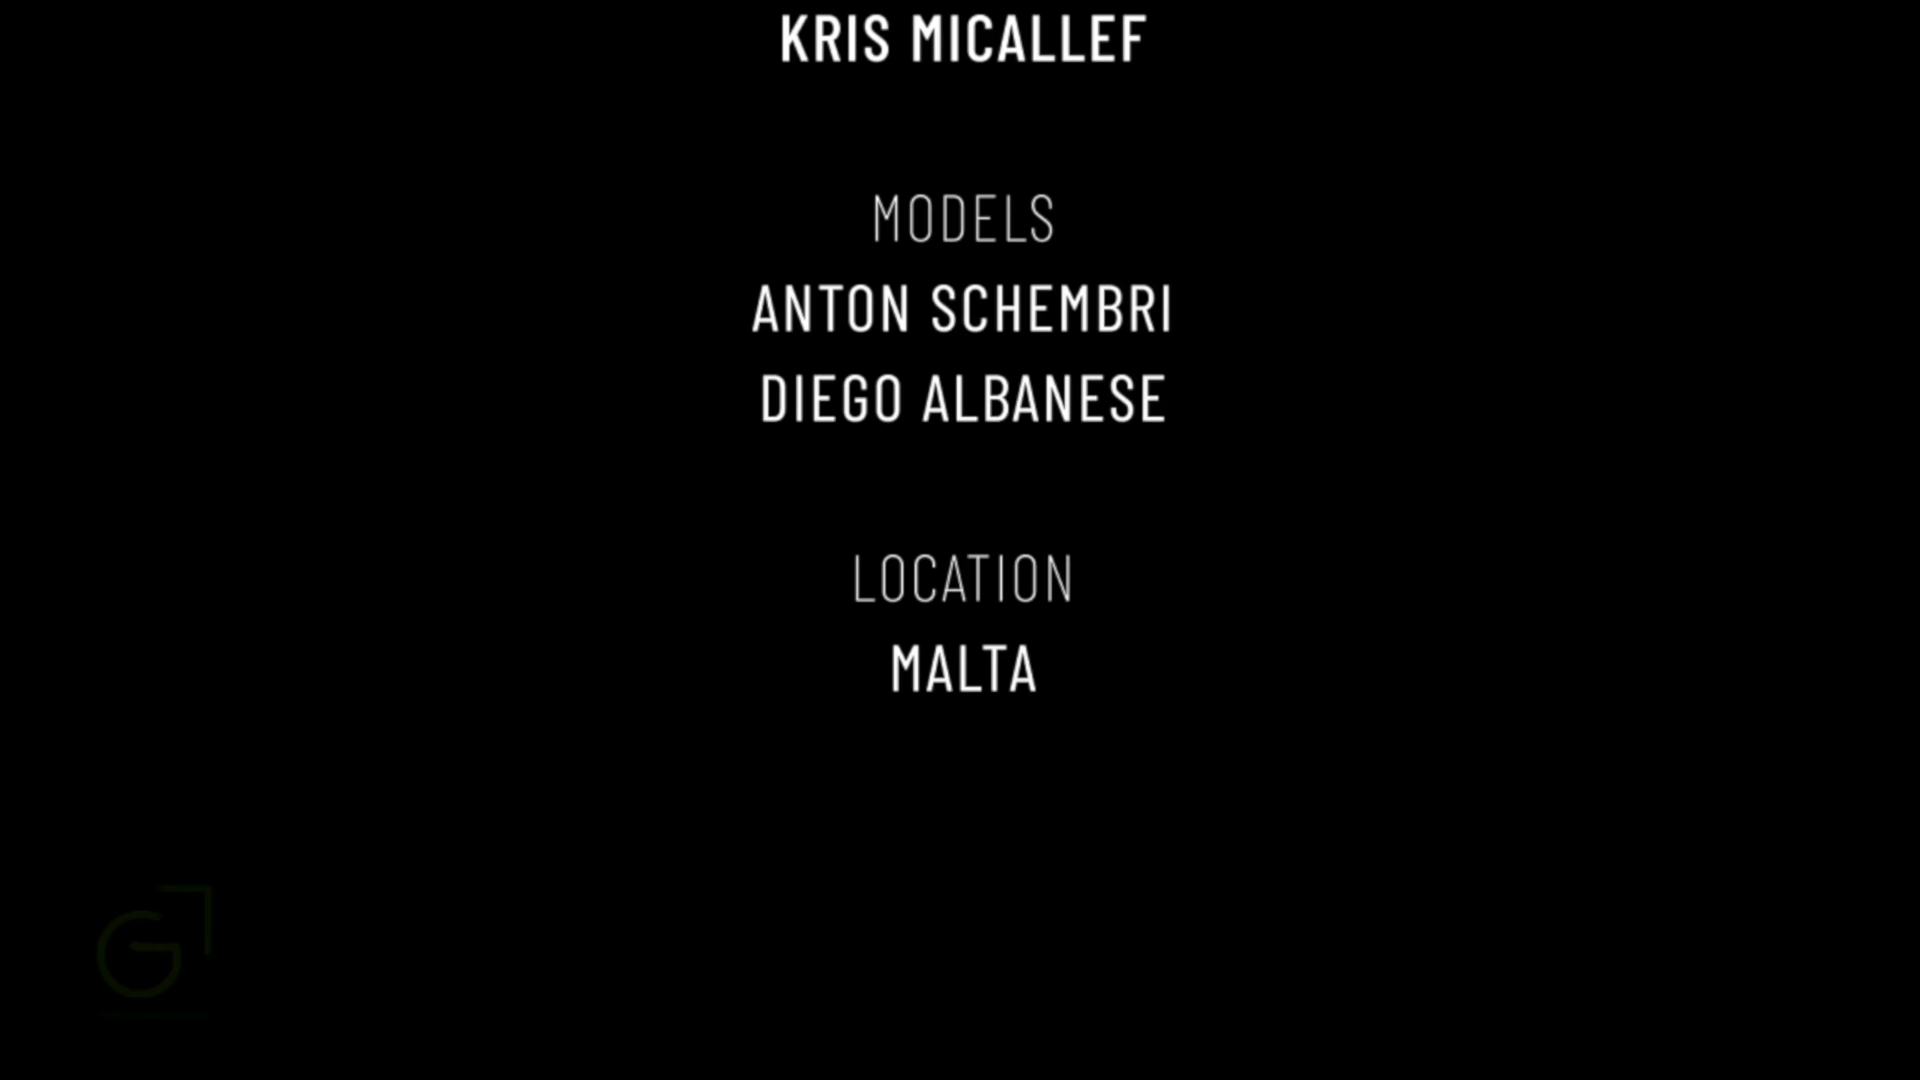 KRIS MICALLEF
MODELS
ANTON SCHEMBRI
DIEGO ALBANESE
LOCATION
MALTA
G